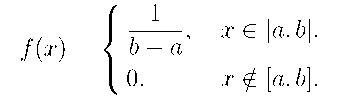 f(x) { 1/(b − a), x ∈ |a. b|.
0. x ∉ [a. b].